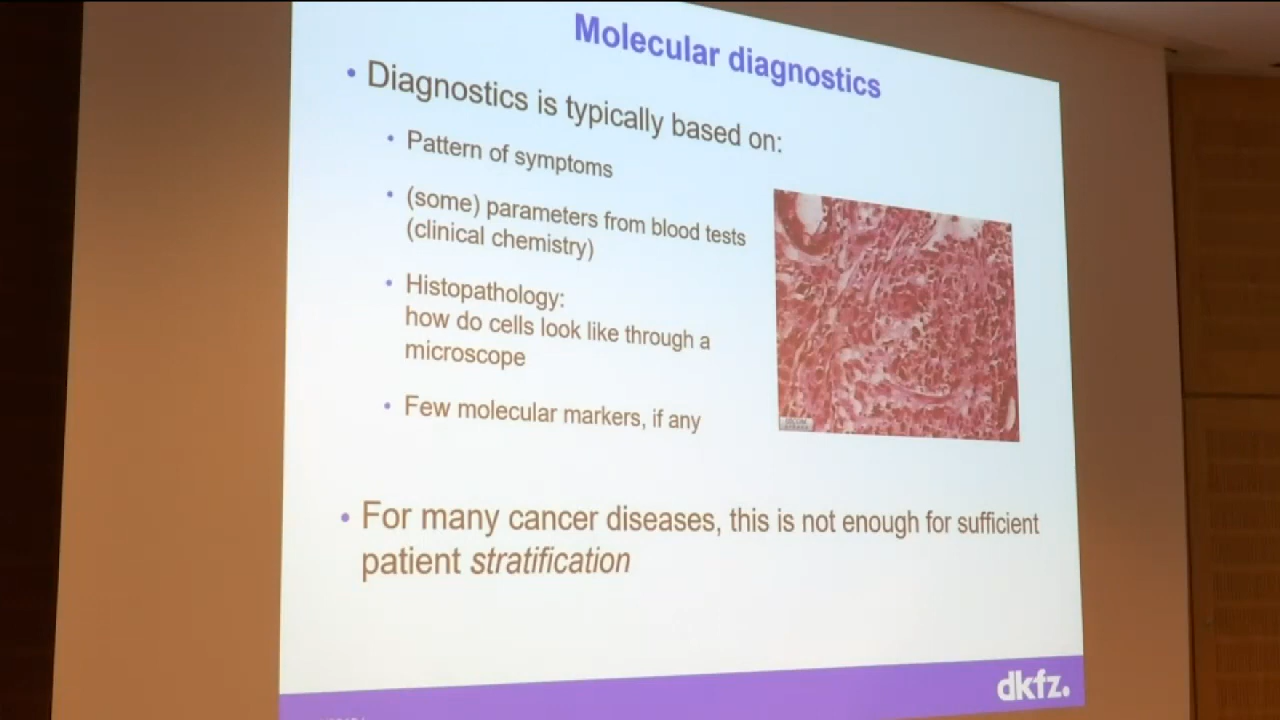 Molecular diagnostics
• Diagnostics is typically based on:
• Pattern of symptoms
• (some) parameters from blood tests
(clinical chemistry)
• Histopathology:
how do cells look like through a
microscope
• Few molecular markers, if any
• For many cancer diseases, this is not enough for sufficient
patient stratification
dkfz.